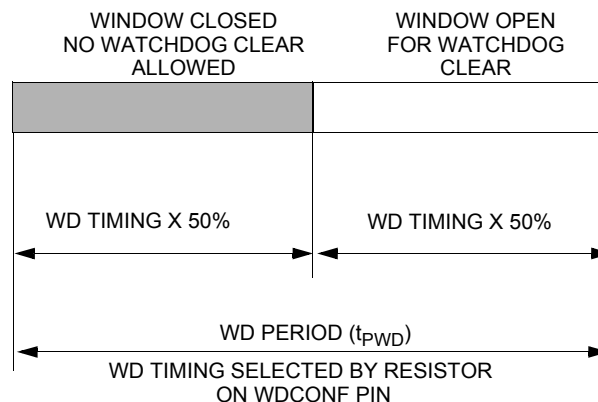 WINDOW CLOSED
NO WATCHDOG CLEAR
ALLOWED
WINDOW OPEN
FOR WATCHDOG
CLEAR
WD TIMING X 50%
WD TIMING X 50%
WD PERIOD (tPWD)
WD TIMING SELECTED BY RESISTOR
ON WDCONF PIN